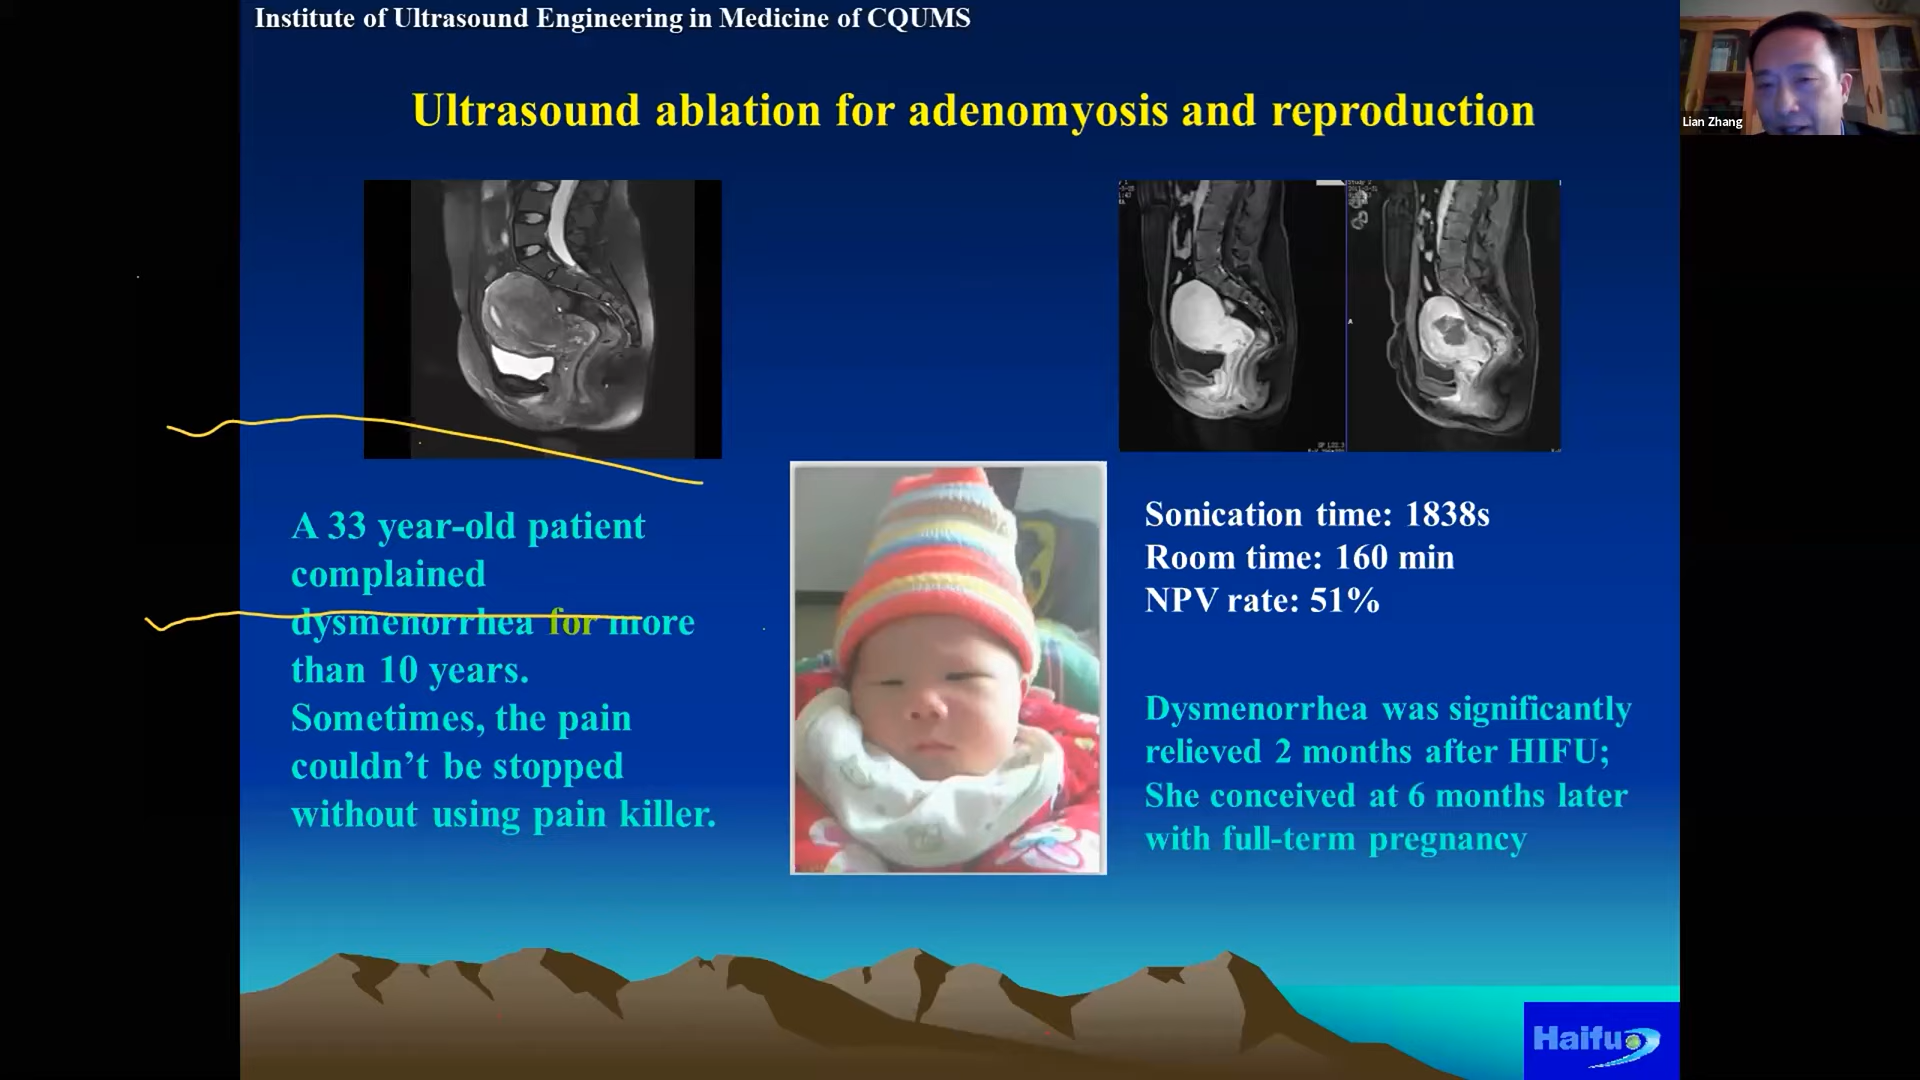 Institute of Ultrasound Engineering in Medicine of CQUMS
Lian Zhang
Ultrasound ablation for adenomyosis and reproduction
A 33 year-old patient
complained
dysmenorrhea for more
than 10 years.
Sometimes, the pain
couldn’t be stopped
without using pain killer.
Sonication time: 1838s
Room time: 160 min
NPV rate: 51%
Dysmenorrhea was significantly
relieved 2 months after HIFU;
She conceived at 6 months later
with full-term pregnancy
Haifu